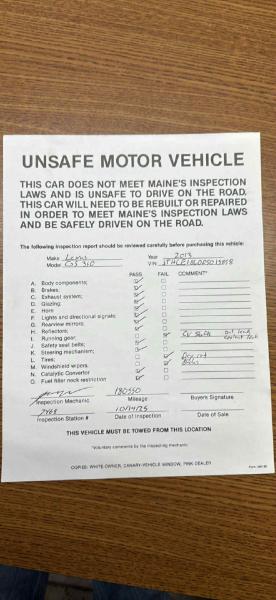 UNSAFE MOTOR VEHICLE
THIS CAR DOES NOT MEET MAINE'S INSPECTION
LAWS AND IS UNSAFE TO DRIVE ON THE ROAD.
THIS CAR WILL NEED TO BE REBUILT OR REPAIRED
IN ORDER TO MEET MAINE'S INSPECTION LAWS
AND BE SAFELY DRIVEN ON THE ROAD.
The following inspection report should be reviewed carefully before purchasing this vehicle:
Make Lexus Year 2013
Model VIN
PASS FAIL COMMENT*
A. Body components;
B. Brakes;
C. Exhaust system;
D. Glazing;
E. Horn
F. Lights and directional signals;
G. Rearview mirrors;
H. Reflectors;
I. Running gear; CV Shafts
J. Safety seat belts;
K. Steering mechanism;
L. Tires; Dry rot
M. Windshield wipers.
N. Catalytic Convertor
O. Fuel filler neck restriction
180550
Inspection Mechanic Mileage Buyer's Signature
10/14/25
Inspection Station # Date of Inspection Date of Sale
THIS VEHICLE MUST BE TOWED FROM THIS LOCATION
*Voluntary comments by the inspecting mechanic
COPIES: WHITE-OWNER, CANARY-VEHICLE WINDOW, PINK-DEALER